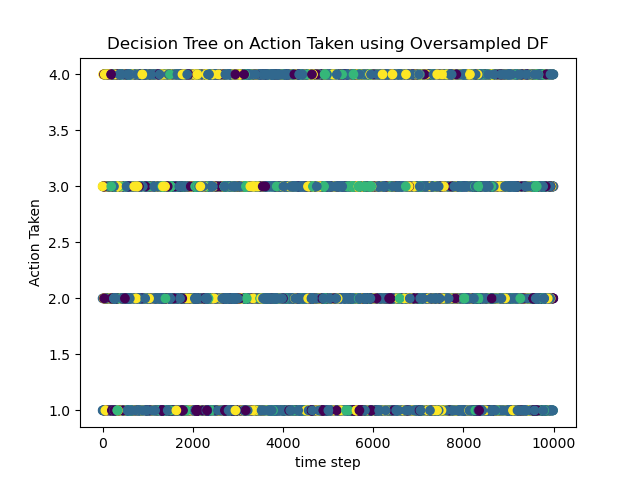 Decision Tree on Action Taken using Oversampled DF
4.0
3.5
3.0
2.5
2.0
1.5
1.0
Action Taken
0 2000 4000 6000 8000 10000
time step